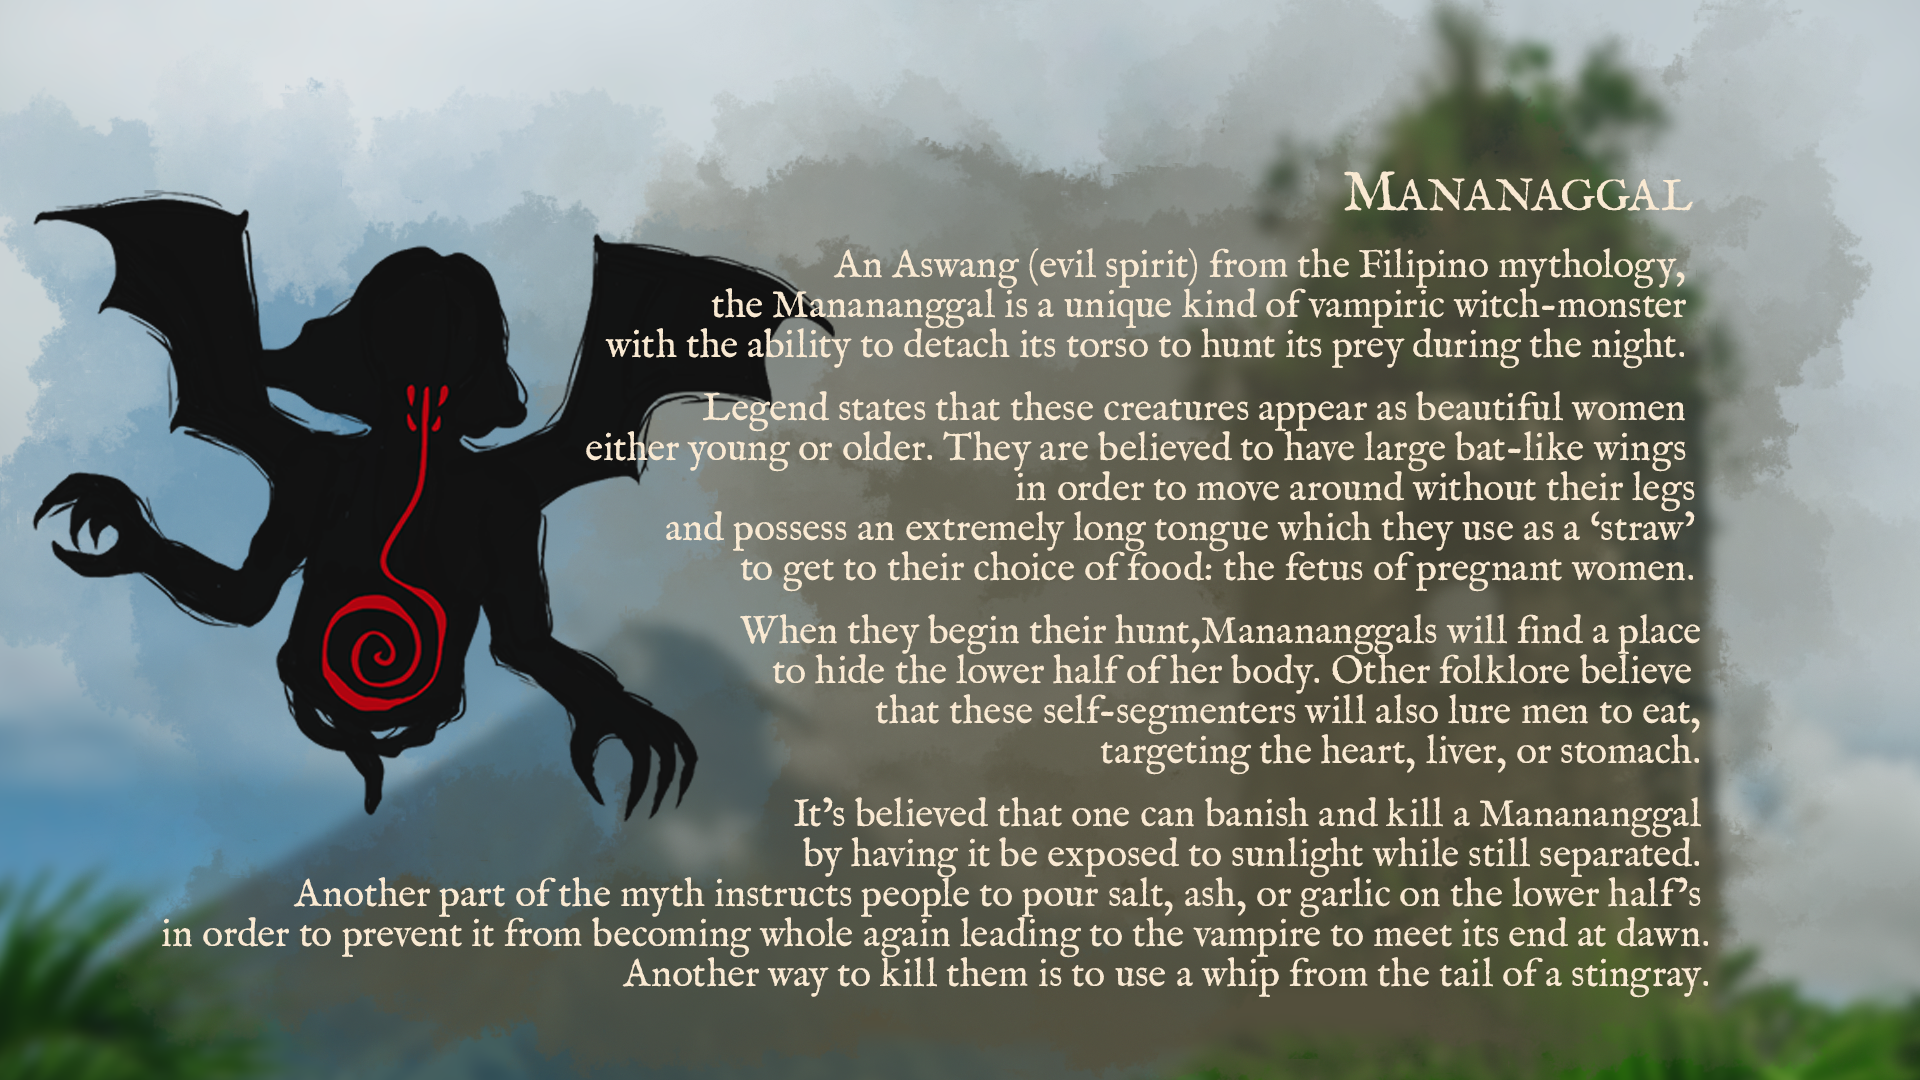 Mananaggal
An Aswang (evil spirit) from the Filipino mythology,
the Manananggal is a unique kind of vampiric witch-monster
with the ability to detach its torso to hunt its prey during the night.
Legend states that these creatures appear as beautiful women
either young or older. They are believed to have large bat-like wings
in order to move around without their legs
and possess an extremely long tongue which they use as a ‘straw’
to get to their choice of food: the fetus of pregnant women.
When they begin their hunt,Manananggals will find a place
to hide the lower half of her body. Other folklore believe
that these self-segmenters will also lure men to eat,
targeting the heart, liver, or stomach.
It’s believed that one can banish and kill a Manananggal
by having it be exposed to sunlight while still separated.
Another part of the myth instructs people to pour salt, ash, or garlic on the lower half’s
in order to prevent it from becoming whole again leading to the vampire to meet its end at dawn.
Another way to kill them is to use a whip from the tail of a stingray.